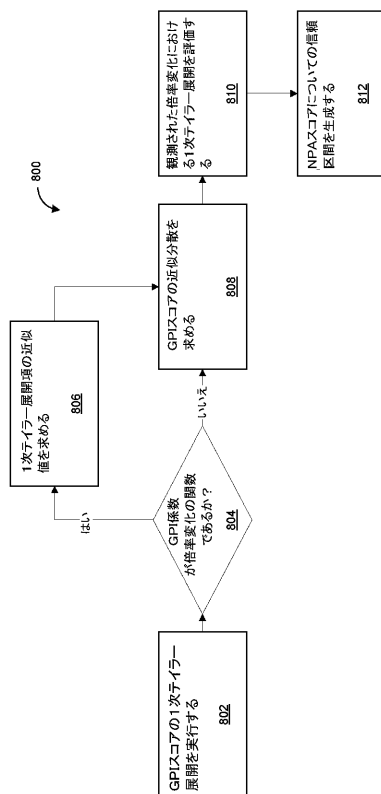 800
GPIスコアの1次テイラー
展開を実行する
802
GPI係数
が倍率変化の関数
であるか？
804
はい
いいえ
1次テイラー展開項の近似
値を求める
806
GPIスコアの近似分散を
求める
808
観測された倍率変化におけ
る1次テイラー展開を評価す
る
810
NPAスコアについての信頼
区間を生成する
812